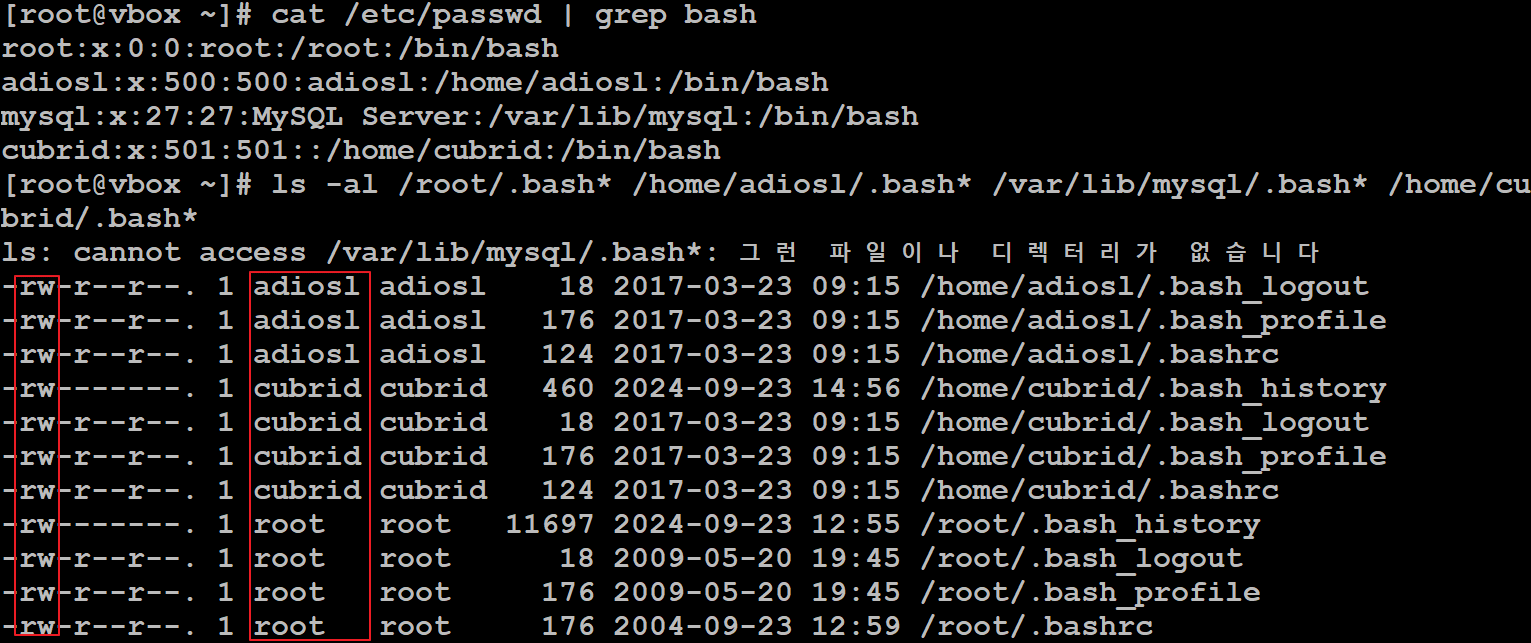 [root@vbox ~]# cat /etc/passwd | grep bash
root:x:0:0:root:/root:/bin/bash
adiosl:x:500:500:adiosl:/home/adiosl:/bin/bash
mysql:x:27:27:MySQL Server:/var/lib/mysql:/bin/bash
cubrid:x:501:501::/home/cubrid:/bin/bash
[root@vbox ~]# ls -al /root/.bash* /home/adiosl/.bash* /var/lib/mysql/.bash* /home/cu
brid/.bash*
ls: cannot access /var/lib/mysql/.bash*: 그런 파일이나 디렉터리가 없습니다
-rw-r--r--. 1 adiosl adiosl    18 2017-03-23 09:15 /home/adiosl/.bash_logout
-rw-r--r--. 1 adiosl adiosl   176 2017-03-23 09:15 /home/adiosl/.bash_profile
-rw-r--r--. 1 adiosl adiosl   124 2017-03-23 09:15 /home/adiosl/.bashrc
-rw-------. 1 cubrid cubrid   460 2024-09-23 14:56 /home/cubrid/.bash_history
-rw-r--r--. 1 cubrid cubrid    18 2017-03-23 09:15 /home/cubrid/.bash_logout
-rw-r--r--. 1 cubrid cubrid   176 2017-03-23 09:15 /home/cubrid/.bash_profile
-rw-r--r--. 1 cubrid cubrid   124 2017-03-23 09:15 /home/cubrid/.bashrc
-rw-------. 1 root   root   11697 2024-09-23 12:55 /root/.bash_history
-rw-r--r--. 1 root   root      18 2009-05-20 19:45 /root/.bash_logout
-rw-r--r--. 1 root   root     176 2009-05-20 19:45 /root/.bash_profile
-rw-r--r--. 1 root   root     176 2004-09-23 12:59 /root/.bashrc